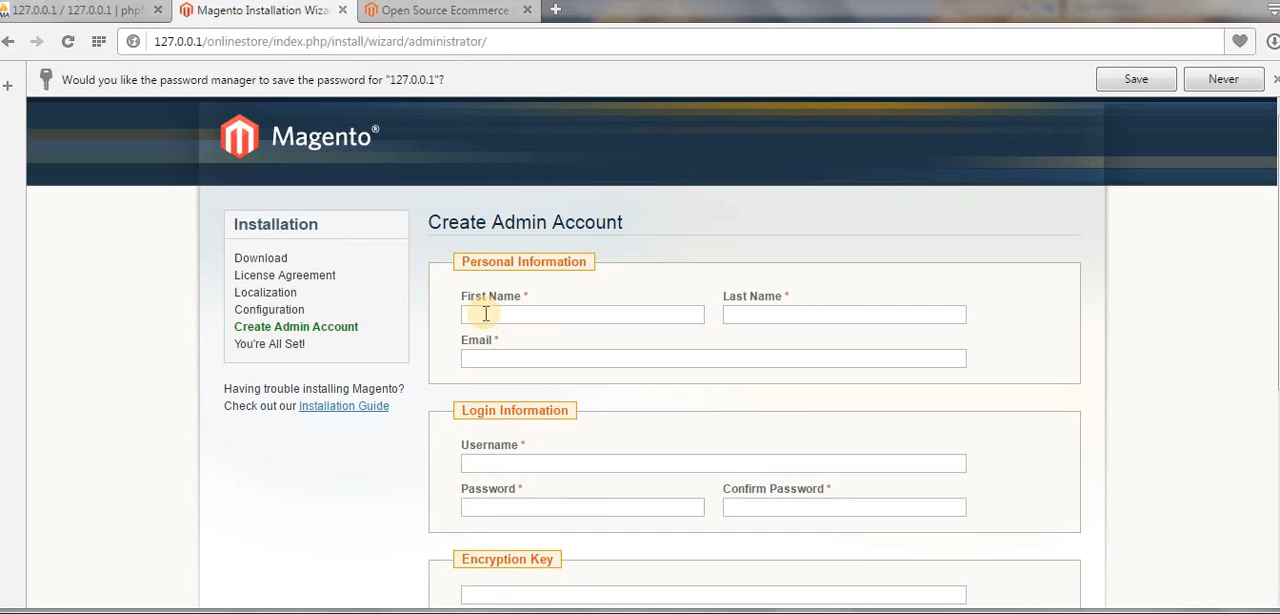 127.0.0.1 / 127.0.0.1 | php
Magento Installation Wiza
Open Source Ecommerce
127.0.0.1/onlinestore/index.php/install/wizard/administrator/
Would you like the password manager to save the password for "127.0.0.1"?
Save
Never
Magento®
Installation
Download
License Agreement
Localization
Configuration
Create Admin Account
You're All Set!
Having trouble installing Magento?
Check out our Installation Guide
Create Admin Account
Personal Information
First Name *
Last Name *
Email *
Login Information
Username *
Password *
Confirm Password *
Encryption Key